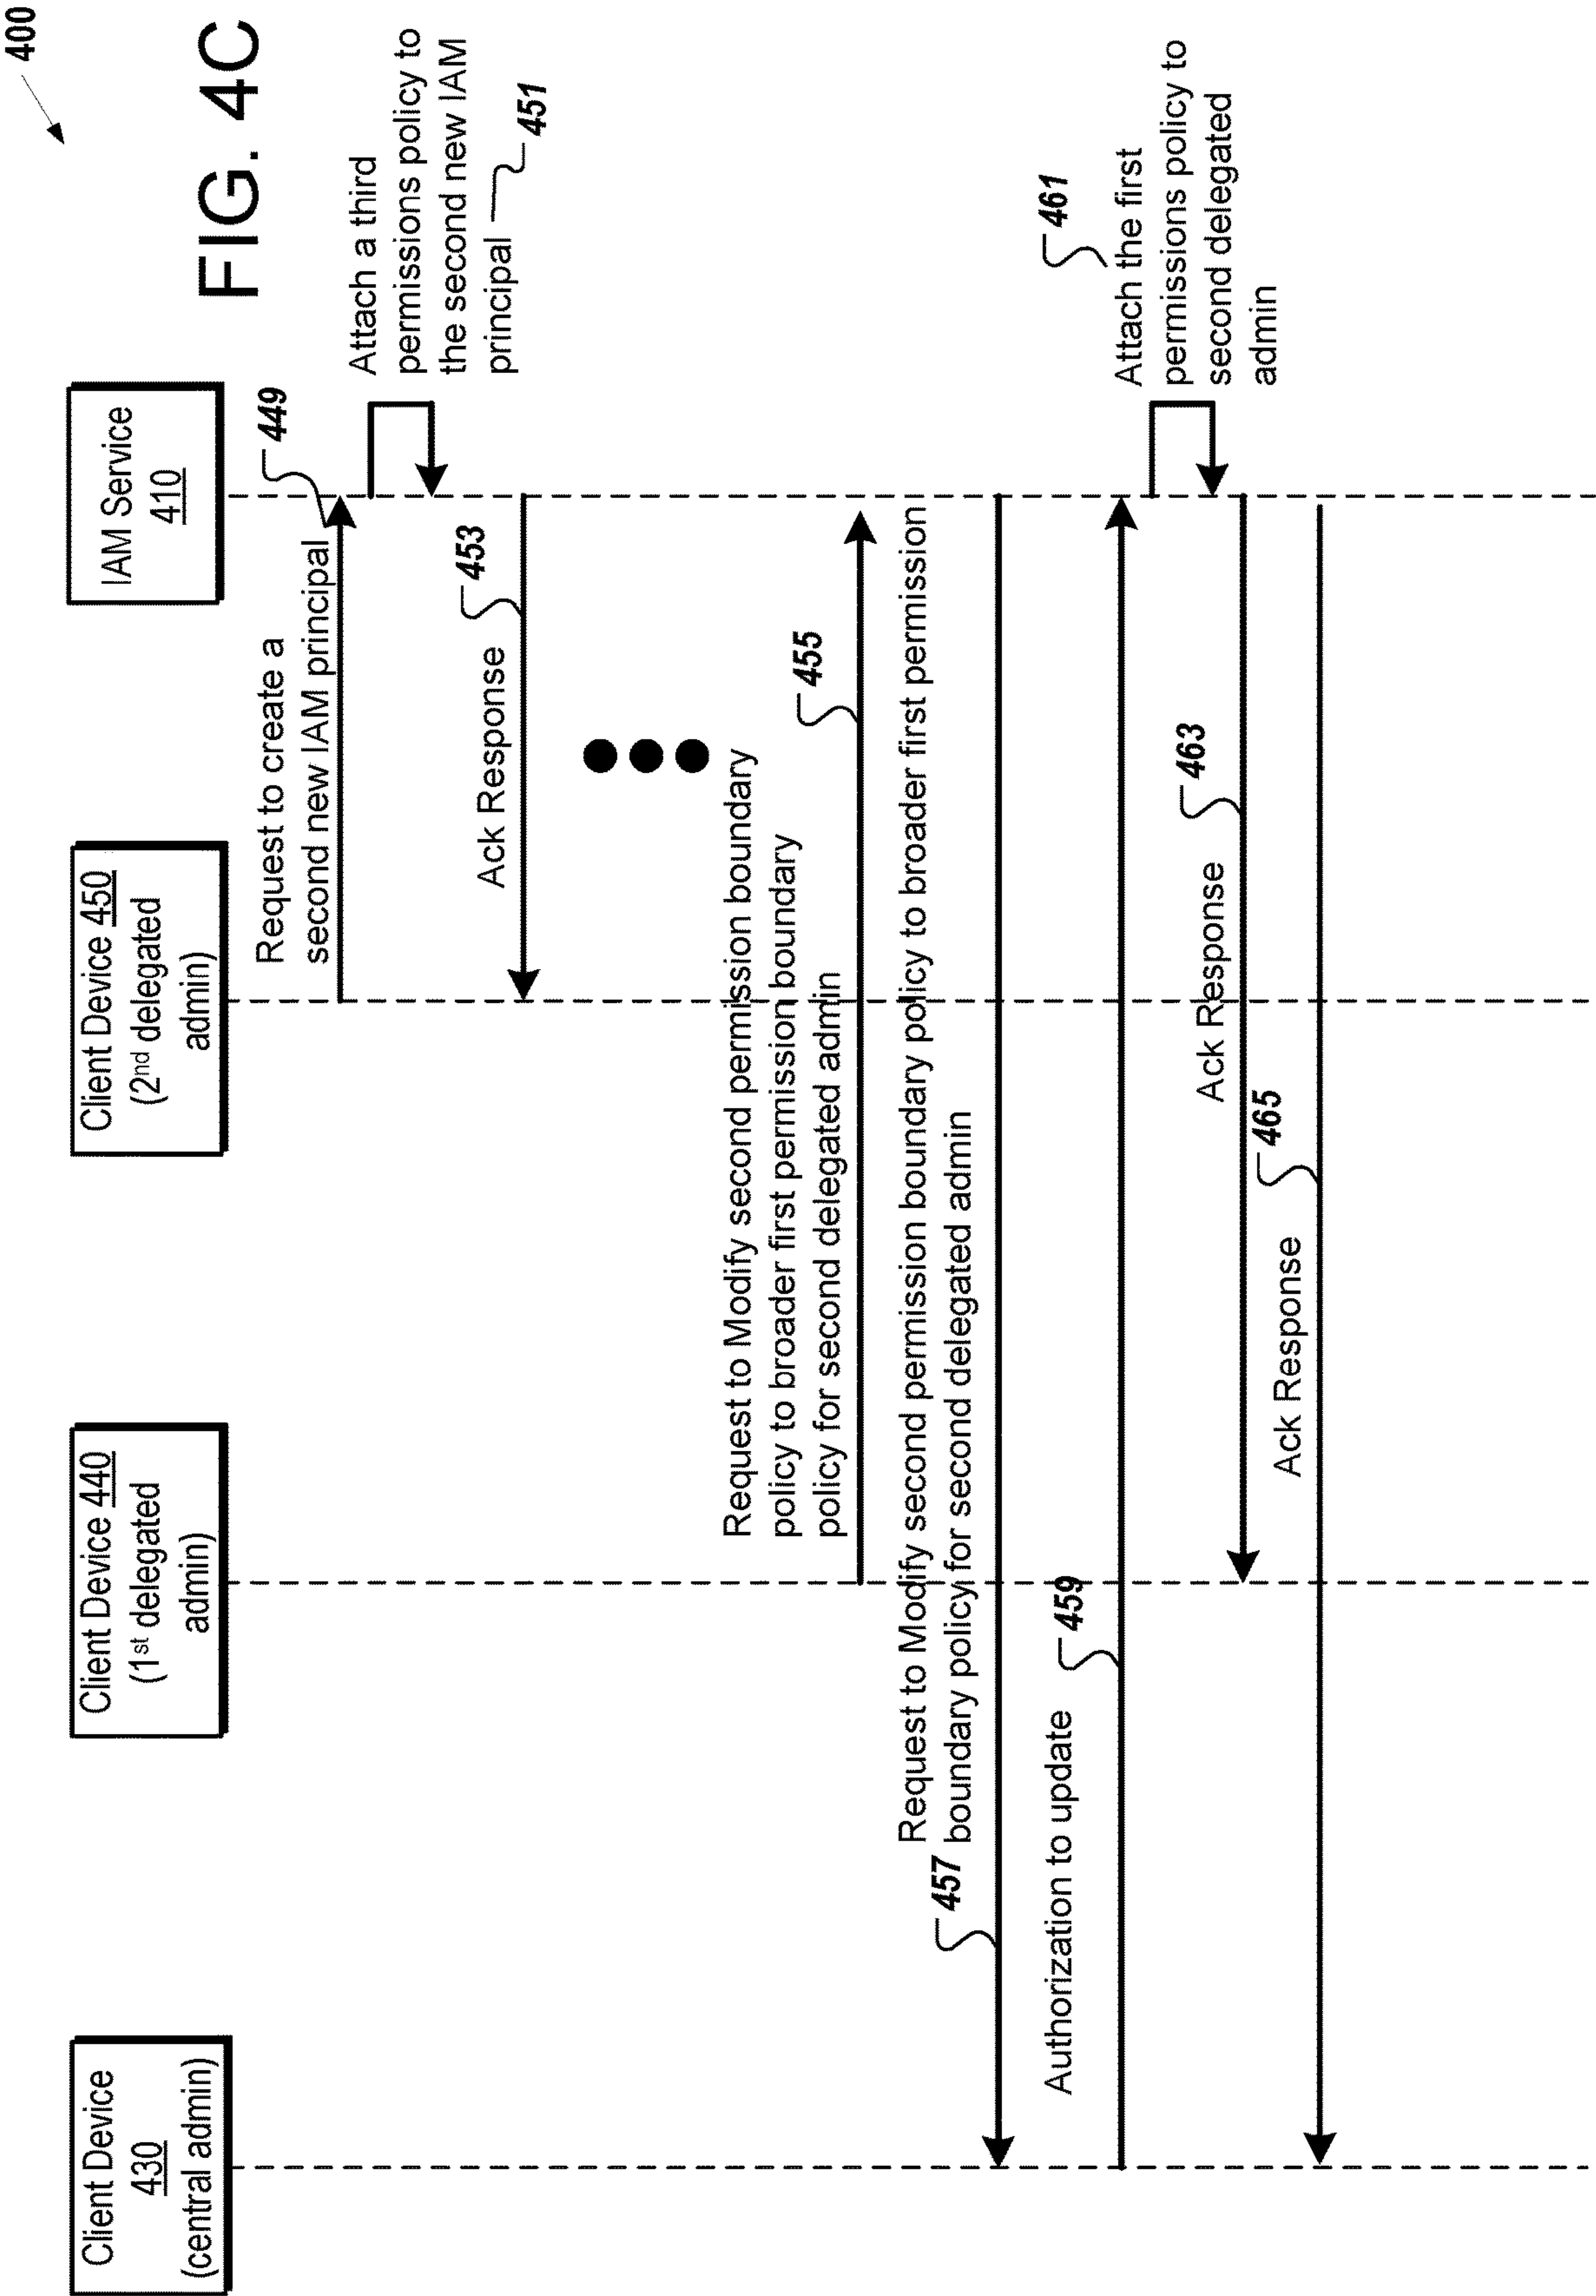 400
FIG. 4C
Client Device
430
(central admin)
Client Device 440
(1st delegated
admin)
Client Device 450
(2nd delegated
admin)
IAM Service
410
Request to create a
second new IAM principal
449
Attach a third
permissions policy to
the second new IAM
principal
451
453
Ack Response
Request to Modify second permission boundary
policy to broader first permission boundary
policy for second delegated admin
455
Request to Modify second permission boundary policy to broader first permission
boundary policy for second delegated admin
457
Authorization to update
459
461
Attach the first
permissions policy to
second delegated
admin
Ack Response
463
Ack Response
465